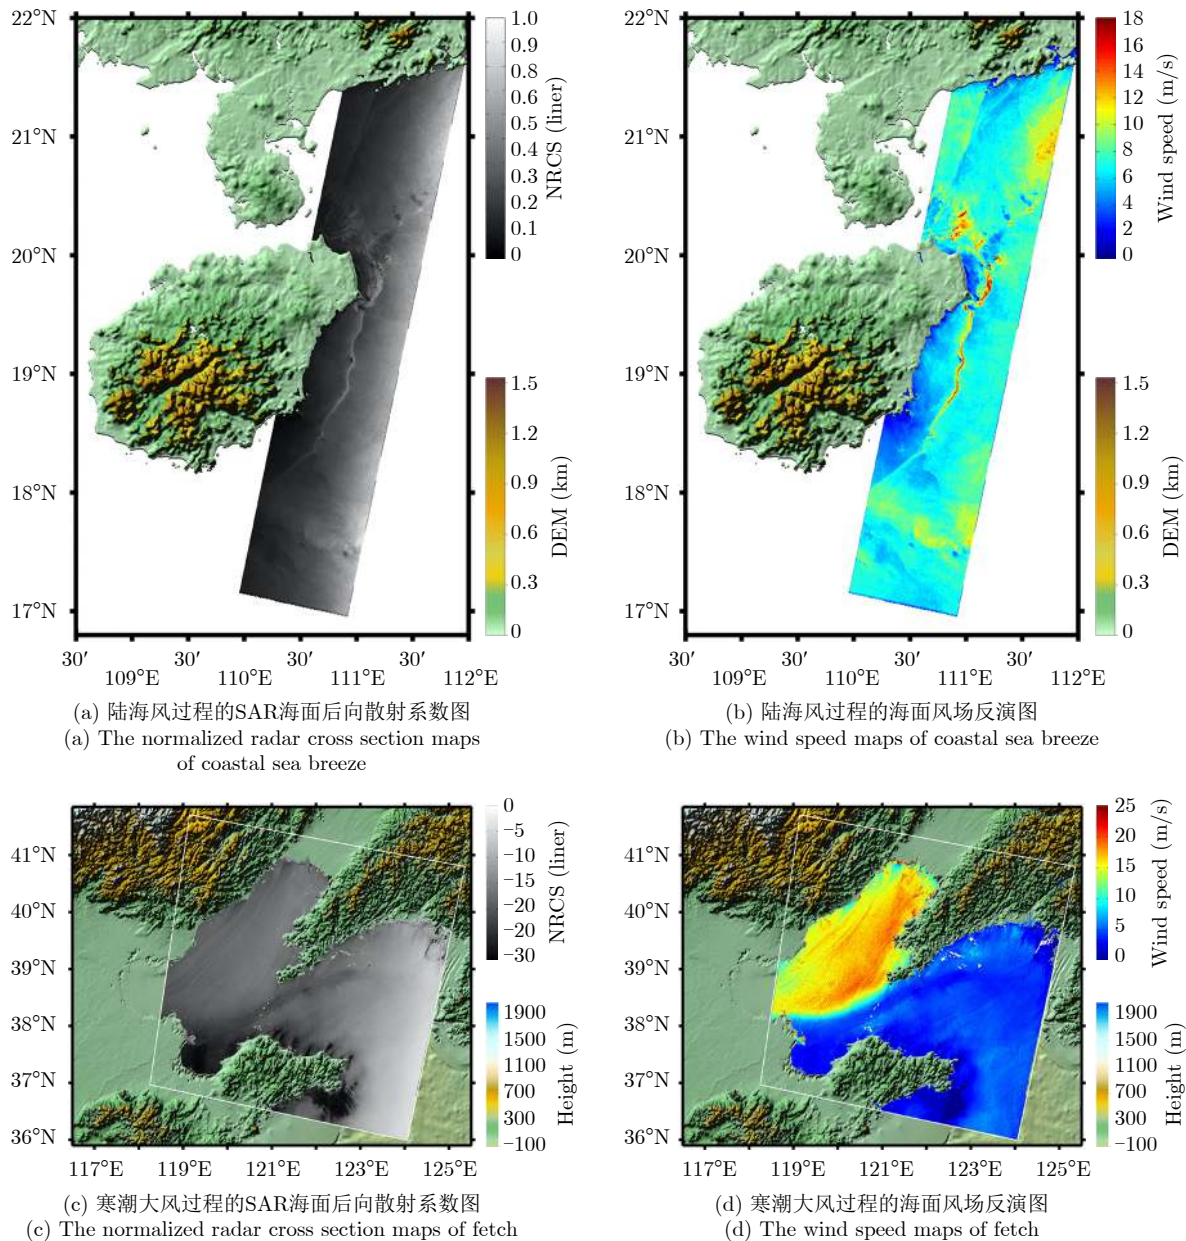 22°N
21°N
20°N
19°N
18°N
17°N
30′ 30′ 30′ 30′
109°E 110°E 111°E 112°E
1.0
0.8
0.6
0.5
0.4
0.3
0.2
0.1
0
NRCS (liner)
1.5
1.2
0.9
0.6
0.3
0
DEM (km)
(a) 陆海风过程的SAR海面后向散射系数图
(a) The normalized radar cross section maps
of coastal sea breeze
22°N
21°N
20°N
19°N
18°N
17°N
30′ 30′ 30′ 30′
109°E 110°E 111°E 112°E
18
16
14
12
10
8
6
4
2
0
Wind speed (m/s)
1.5
1.2
0.9
0.6
0.3
0
DEM (km)
(b) 陆海风过程的海面风场反演图
(b) The wind speed maps of coastal sea breeze
41°N
40°N
39°N
38°N
37°N
36°N
117°E 119°E 121°E 123°E 125°E
0
−5
−10
−15
−20
−25
−30
NRCS (liner)
1900
1500
1100
700
300
−100
Height (m)
(c) 寒潮大风过程的SAR海面后向散射系数图
(c) The normalized radar cross section maps of fetch
41°N
40°N
39°N
38°N
37°N
36°N
117°E 119°E 121°E 123°E 125°E
25
20
15
10
5
0
Wind speed (m/s)
1900
1500
1100
700
300
−100
Height (m)
(d) 寒潮大风过程的海面风场反演图
(d) The wind speed maps of fetch